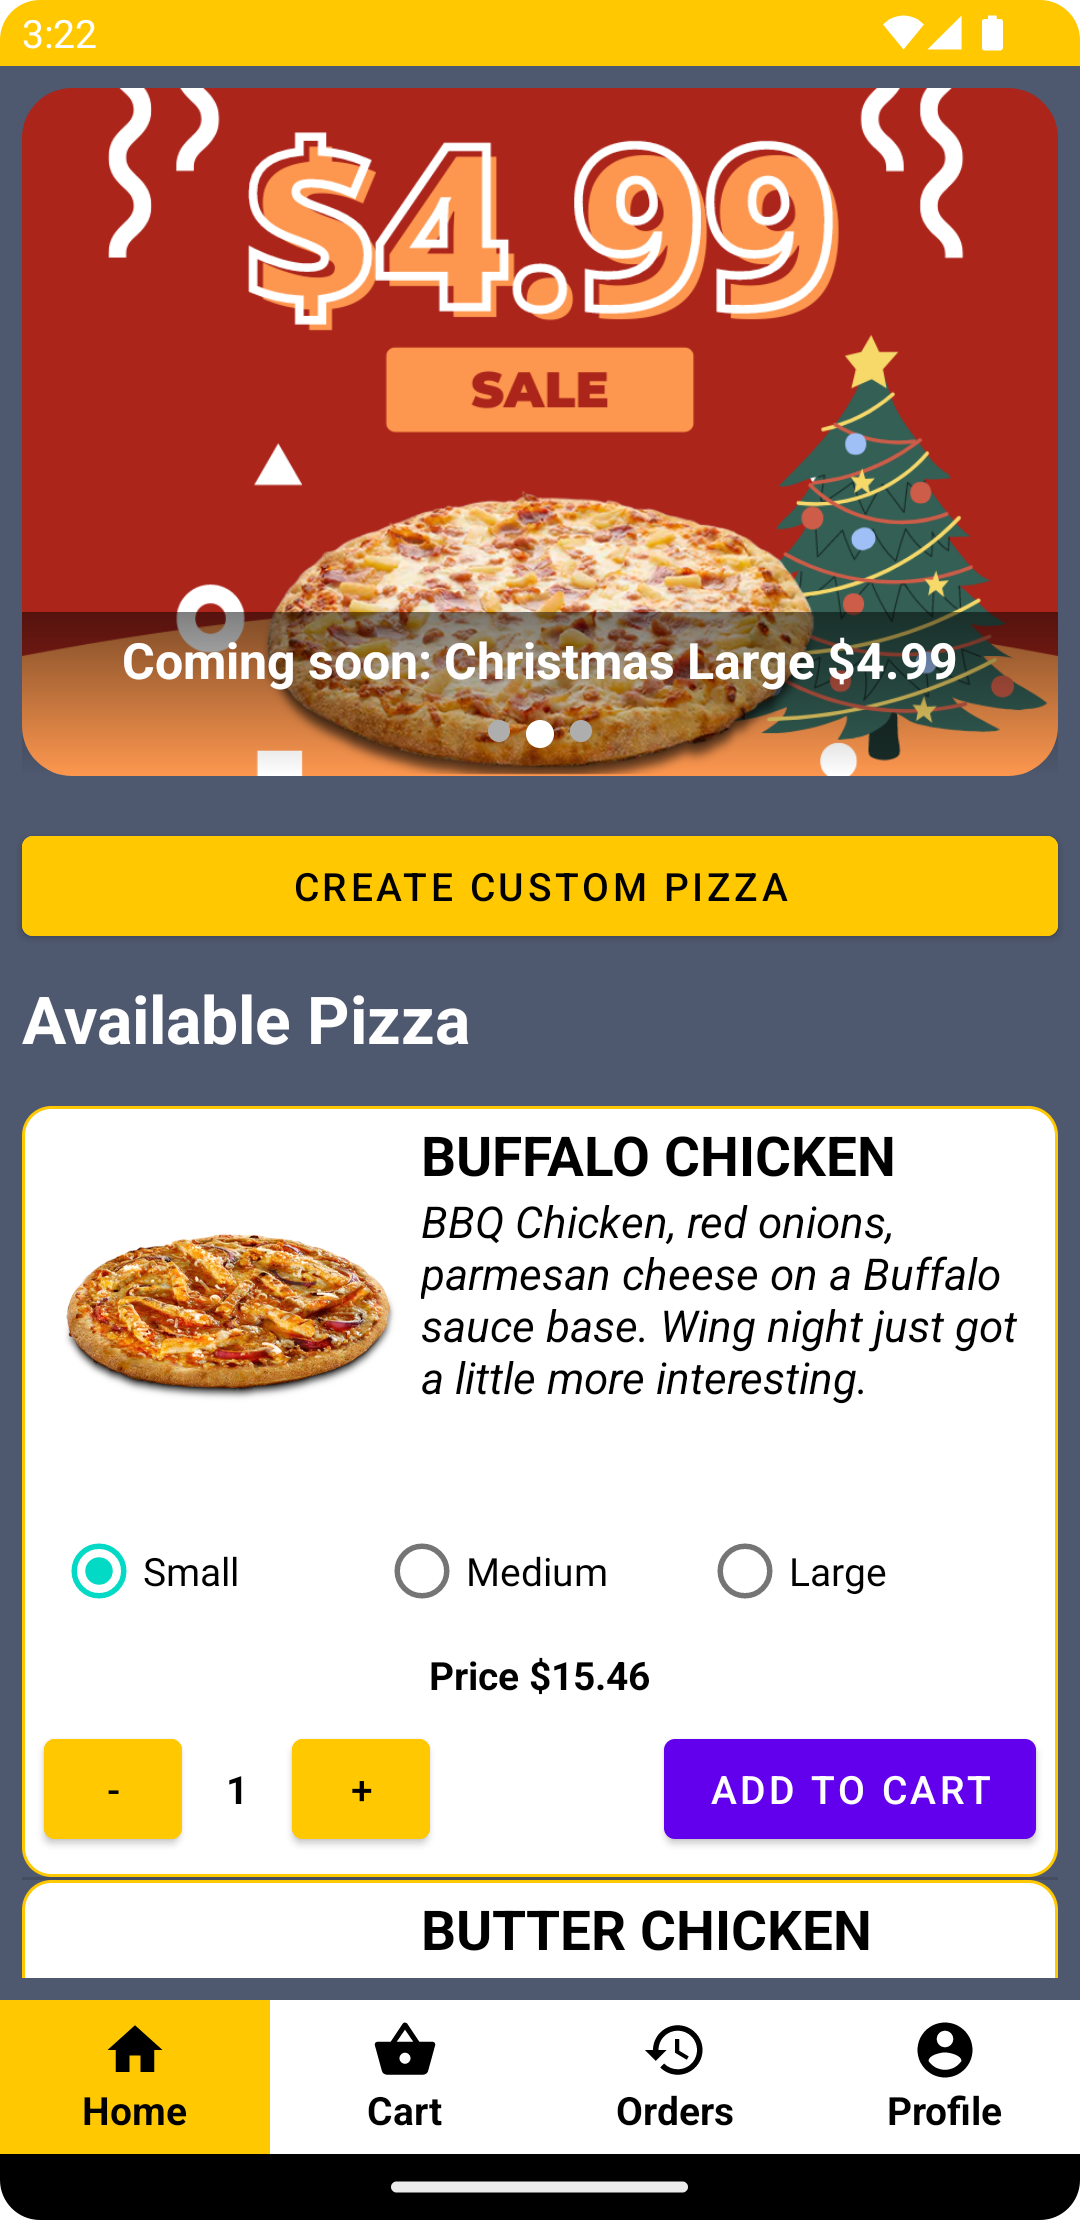 3:22
$4.99
SALE
Coming soon: Christmas Large $4.99
CREATE CUSTOM PIZZA
Available Pizza
BUFFALO CHICKEN
BBQ Chicken, red onions,
parmesan cheese on a Buffalo
sauce base. Wing night just got
a little more interesting.
Small Medium Large
Price $15.46
- 1 + ADD TO CART
BUTTER CHICKEN
Home Cart Orders Profile